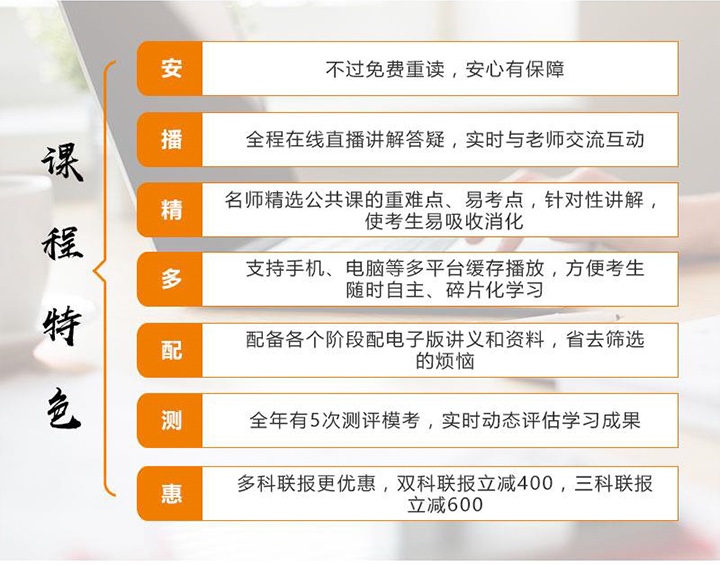 课程特色
安
不过免费重读，安心有保障
播
全程在线直播讲解答疑，实时与老师交流互动
精
名师精选公共课的重难点、易考点，针对性讲解，
使考生易吸收消化
多
支持手机、电脑等多平台缓存播放，方便考生
随时自主、碎片化学习
配
配备各个阶段配电子版讲义和资料，省去筛选
的烦恼
测
全年有5次测评模考，实时动态评估学习成果
惠
多科联报更优惠，双科联报立减400，三科联报
立减600